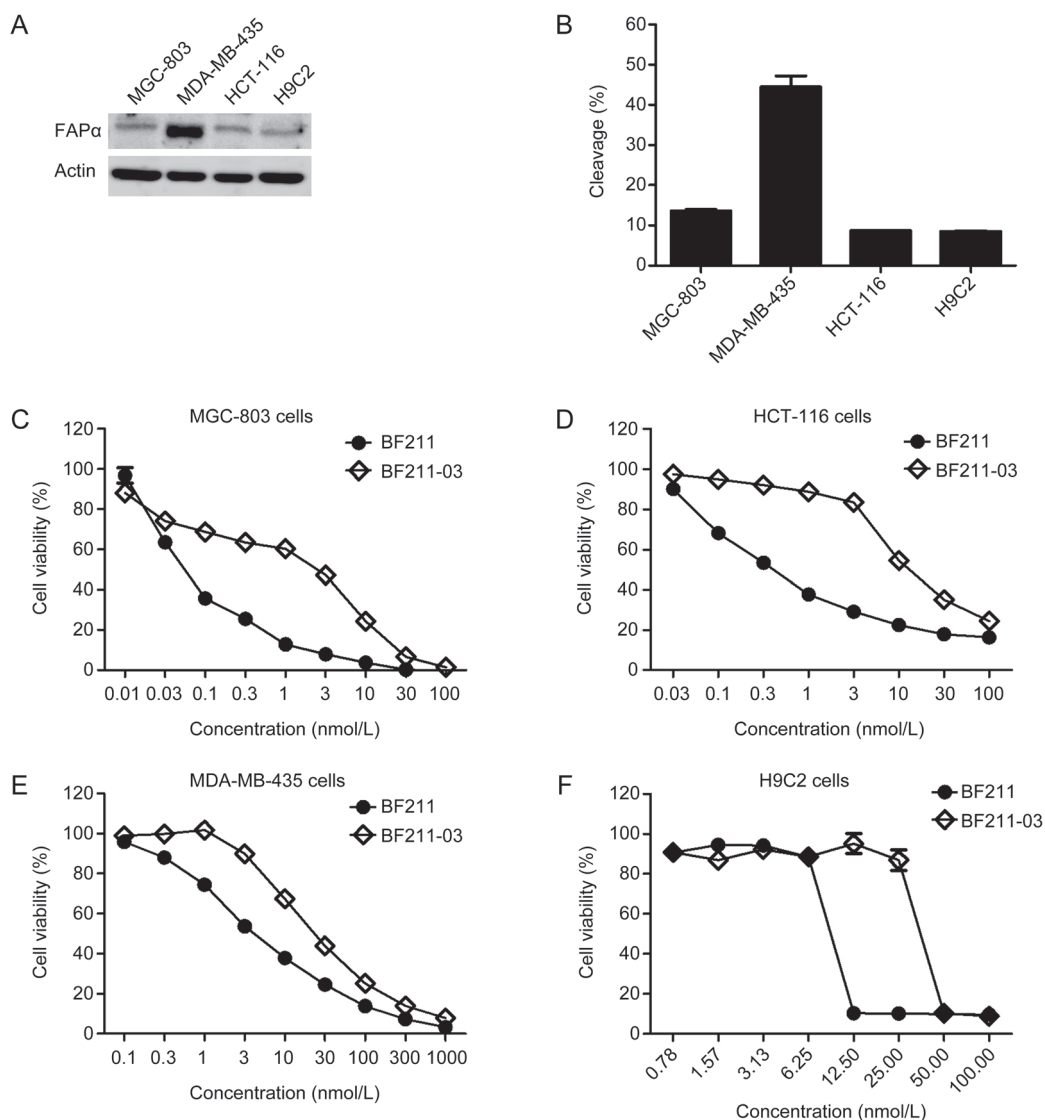 A
MGC-803
MDA-MB-435
HCT-116
H9C2
FAPα
Actin
B
Cleavage (%)
60
50
40
30
20
10
0
MGC-803
MDA-MB-435
HCT-116
H9C2
C
MGC-803 cells
BF211
BF211-03
Cell viability (%)
120
100
80
60
40
20
0
0.01 0.03 0.1 0.3 1 3 10 30 100
Concentration (nmol/L)
D
HCT-116 cells
BF211
BF211-03
Cell viability (%)
120
100
80
60
40
20
0
0.03 0.1 0.3 1 3 10 30 100
Concentration (nmol/L)
E
MDA-MB-435 cells
BF211
BF211-03
Cell viability (%)
120
100
80
60
40
20
0
0.1 0.3 1 3 10 30 100 300 1000
Concentration (nmol/L)
F
H9C2 cells
BF211
BF211-03
Cell viability (%)
120
100
80
60
40
20
0
0.78 1.57 3.13 6.25 12.50 25.00 50.00 100.00
Concentration (nmol/L)